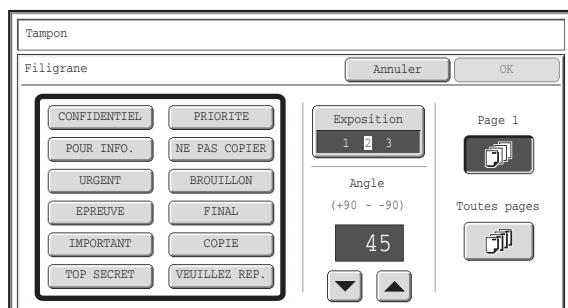 Tampon
Filigrane
Annuler
OK
CONFIDENTIEL
PRIORITE
POUR INFO.
NE PAS COPIER
URGENT
BROUILLON
EPREUVE
FINAL
IMPORTANT
COPIE
TOP SECRET
VEUILLEZ REP.
Exposition
1 2 3
Angle
(+90 ~ -90)
45
Page 1
Toutes pages